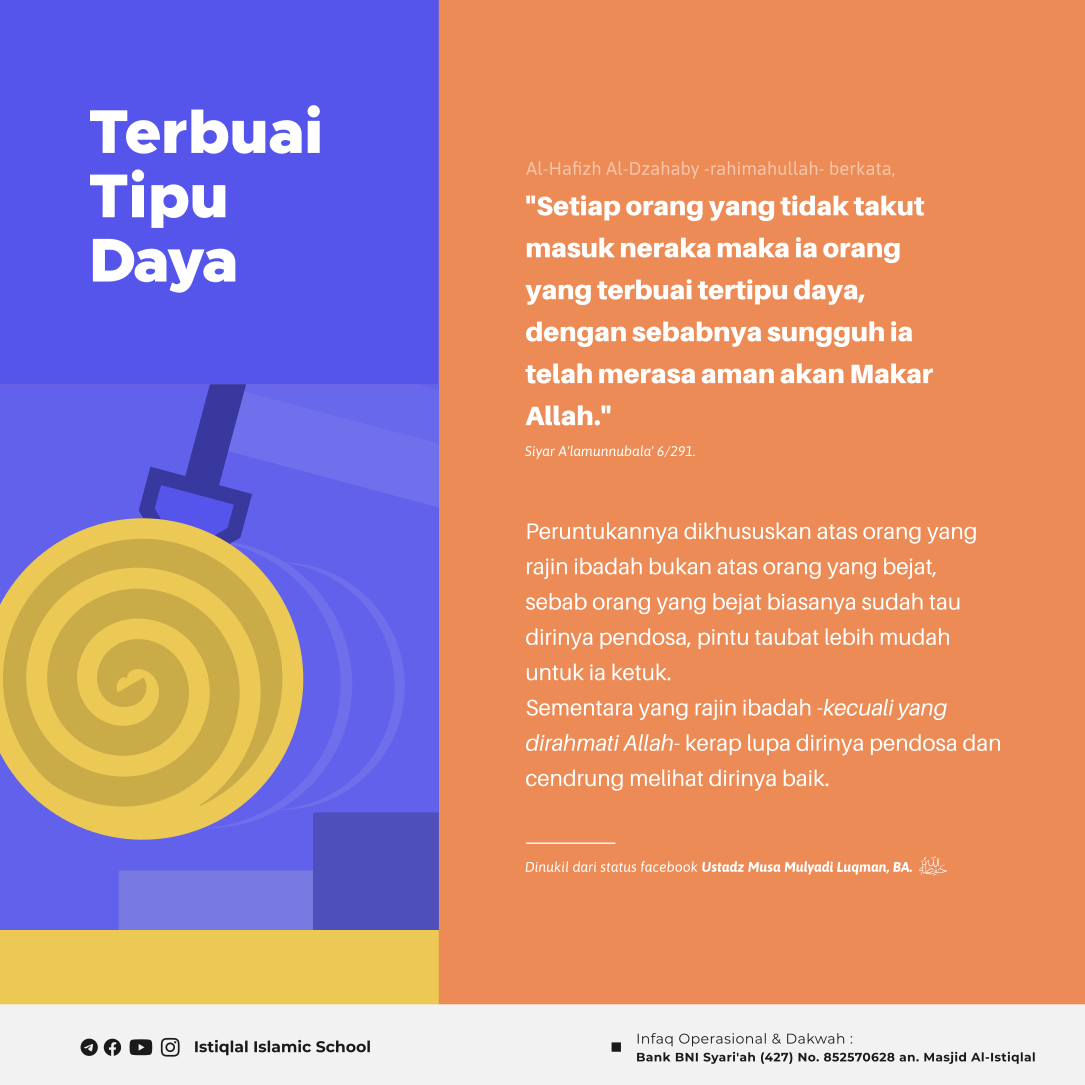 Terbuai
Tipu
Daya
Al-Hafizh Al-Dzahaby -rahimahullah- berkata,
"Setiap orang yang tidak takut
masuk neraka maka ia orang
yang terbuai tertipu daya,
dengan sebabnya sungguh ia
telah merasa aman akan Makar
Allah."
Siyar A'lamunnubala' 6/291.
Peruntukannya dikhususkan atas orang yang
rajin ibadah bukan atas orang yang bejat,
sebab orang yang bejat biasanya sudah tau
dirinya pendosa, pintu taubat lebih mudah
untuk ia ketuk.
Sementara yang rajin ibadah -kecuali yang
dirahmati Allah- kerap lupa dirinya pendosa dan
cendrung melihat dirinya baik.
Dinukil dari status facebook Ustadz Musa Mulyadi Luqman, BA.
Istiqlal Islamic School
Infaq Operasional & Dakwah :
Bank BNI Syari'ah (427) No. 852570628 an. Masjid Al-Istiqlal